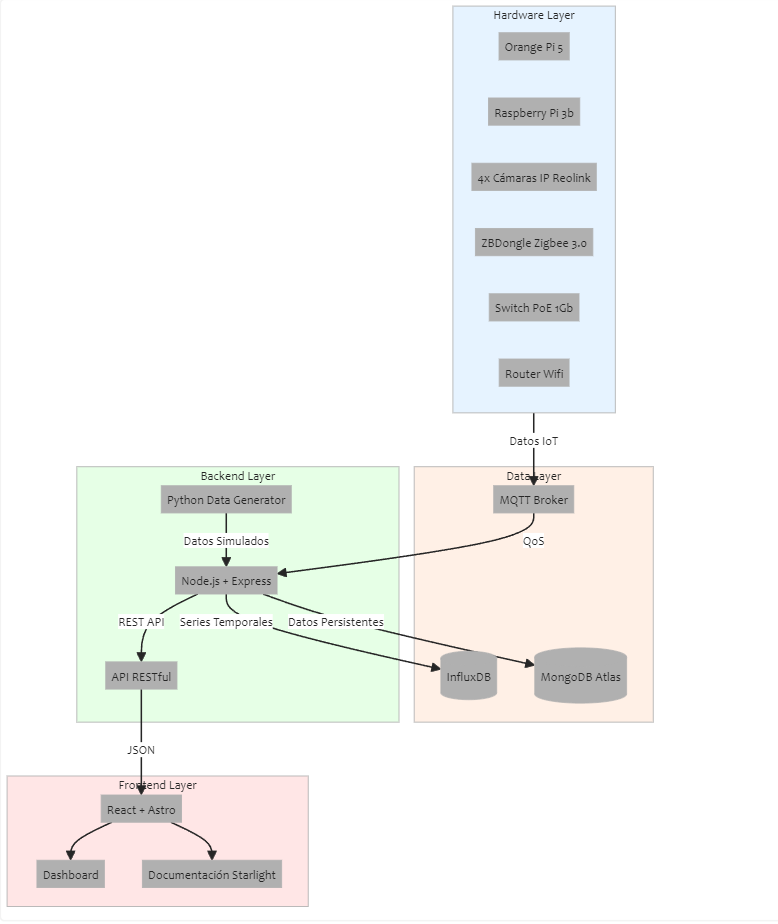 Hardware Layer
Orange Pi 5
Raspberry Pi 3b
4x Cámaras IP Reolink
ZBDongle Zigbee 3.0
Switch PoE 1Gb
Router Wifi
Datos IoT
Backend Layer
Data Layer
Python Data Generator
MQTT Broker
Datos Simulados
QoS
Node.js + Express
REST API
Series Temporales
Datos Persistentes
API RESTful
InfluxDB
MongoDB Atlas
JSON
Frontend Layer
React + Astro
Dashboard
Documentación Starlight